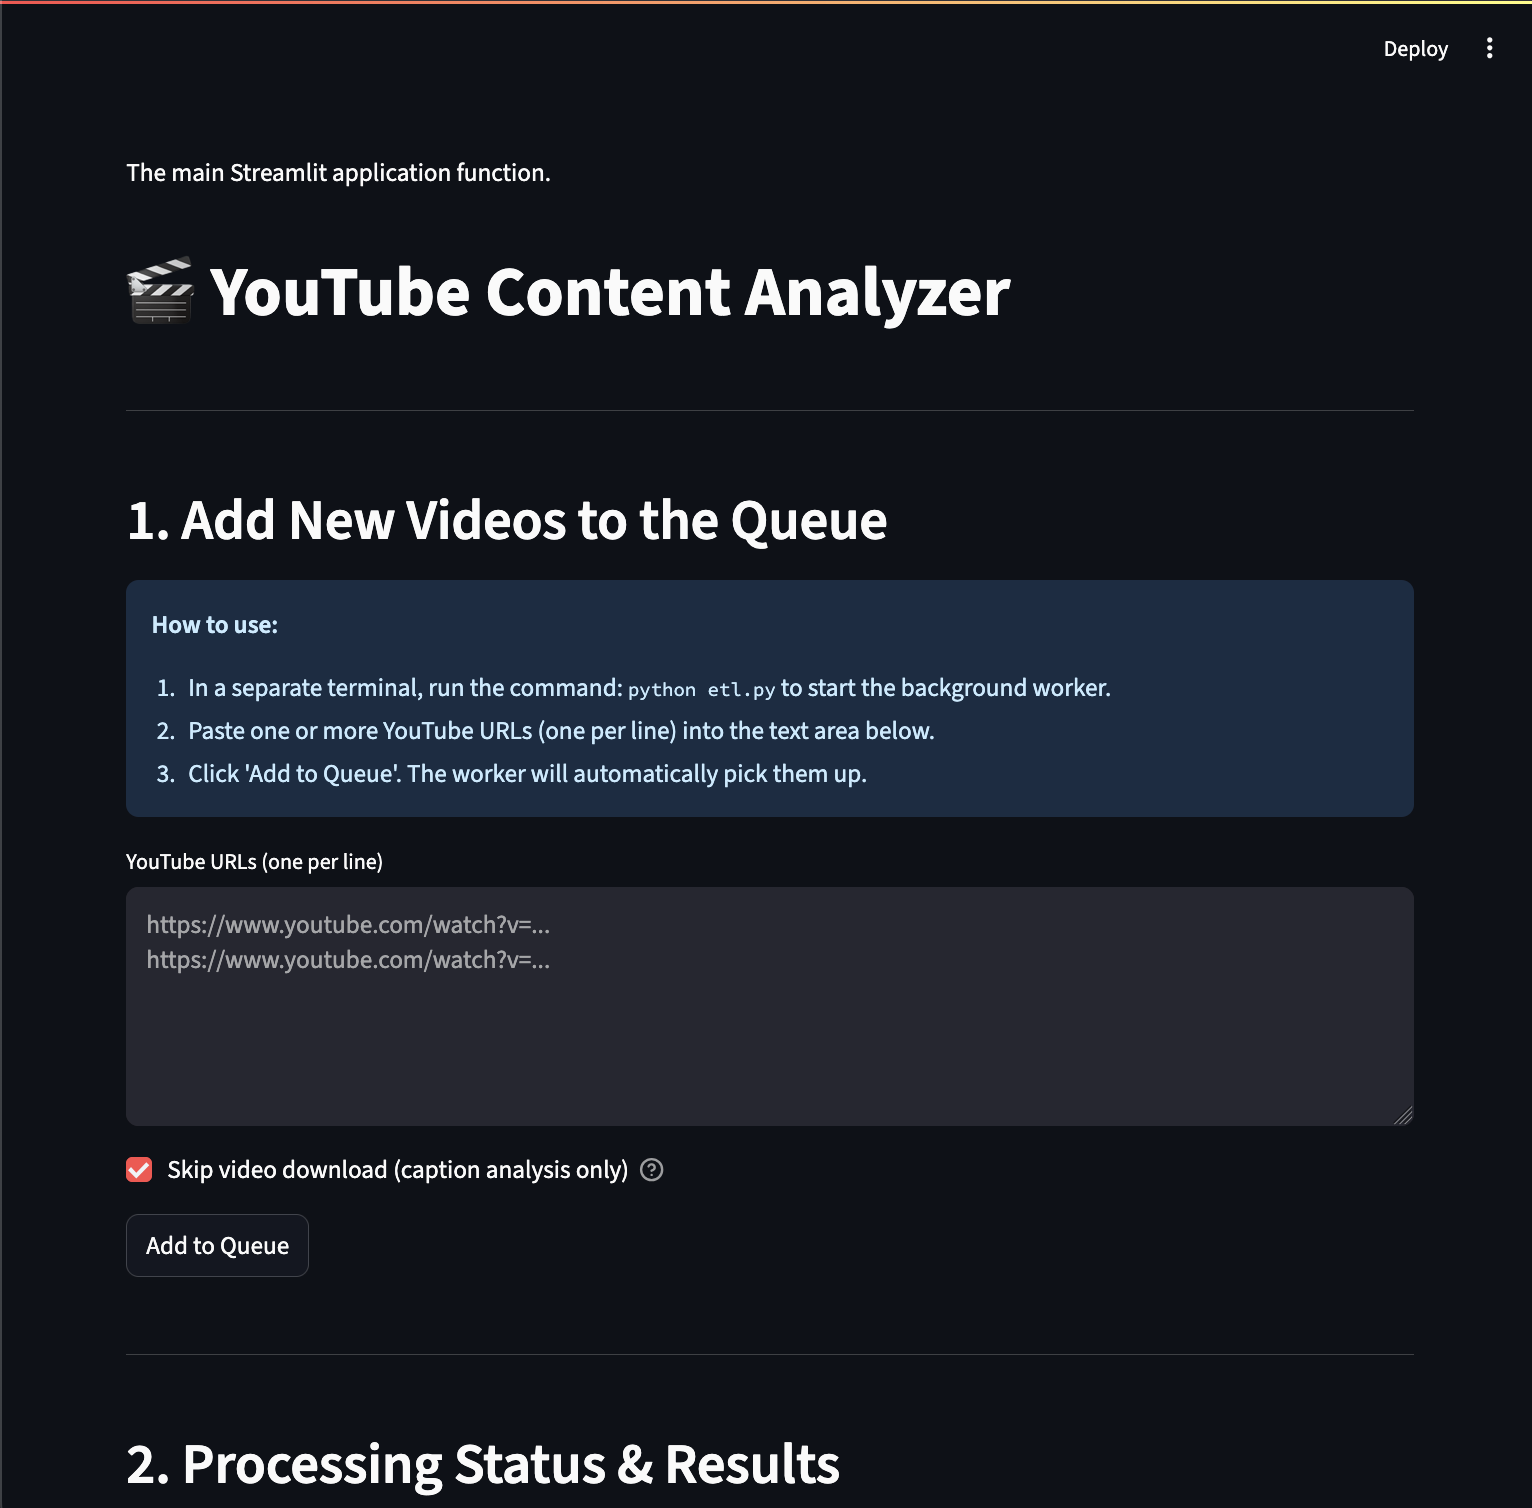 Deploy
The main Streamlit application function.
🎬 YouTube Content Analyzer
1. Add New Videos to the Queue
How to use:
1. In a separate terminal, run the command: python etl.py to start the background worker.
2. Paste one or more YouTube URLs (one per line) into the text area below.
3. Click 'Add to Queue'. The worker will automatically pick them up.
YouTube URLs (one per line)
https://www.youtube.com/watch?v=...
https://www.youtube.com/watch?v=...
Skip video download (caption analysis only)
Add to Queue
2. Processing Status & Results